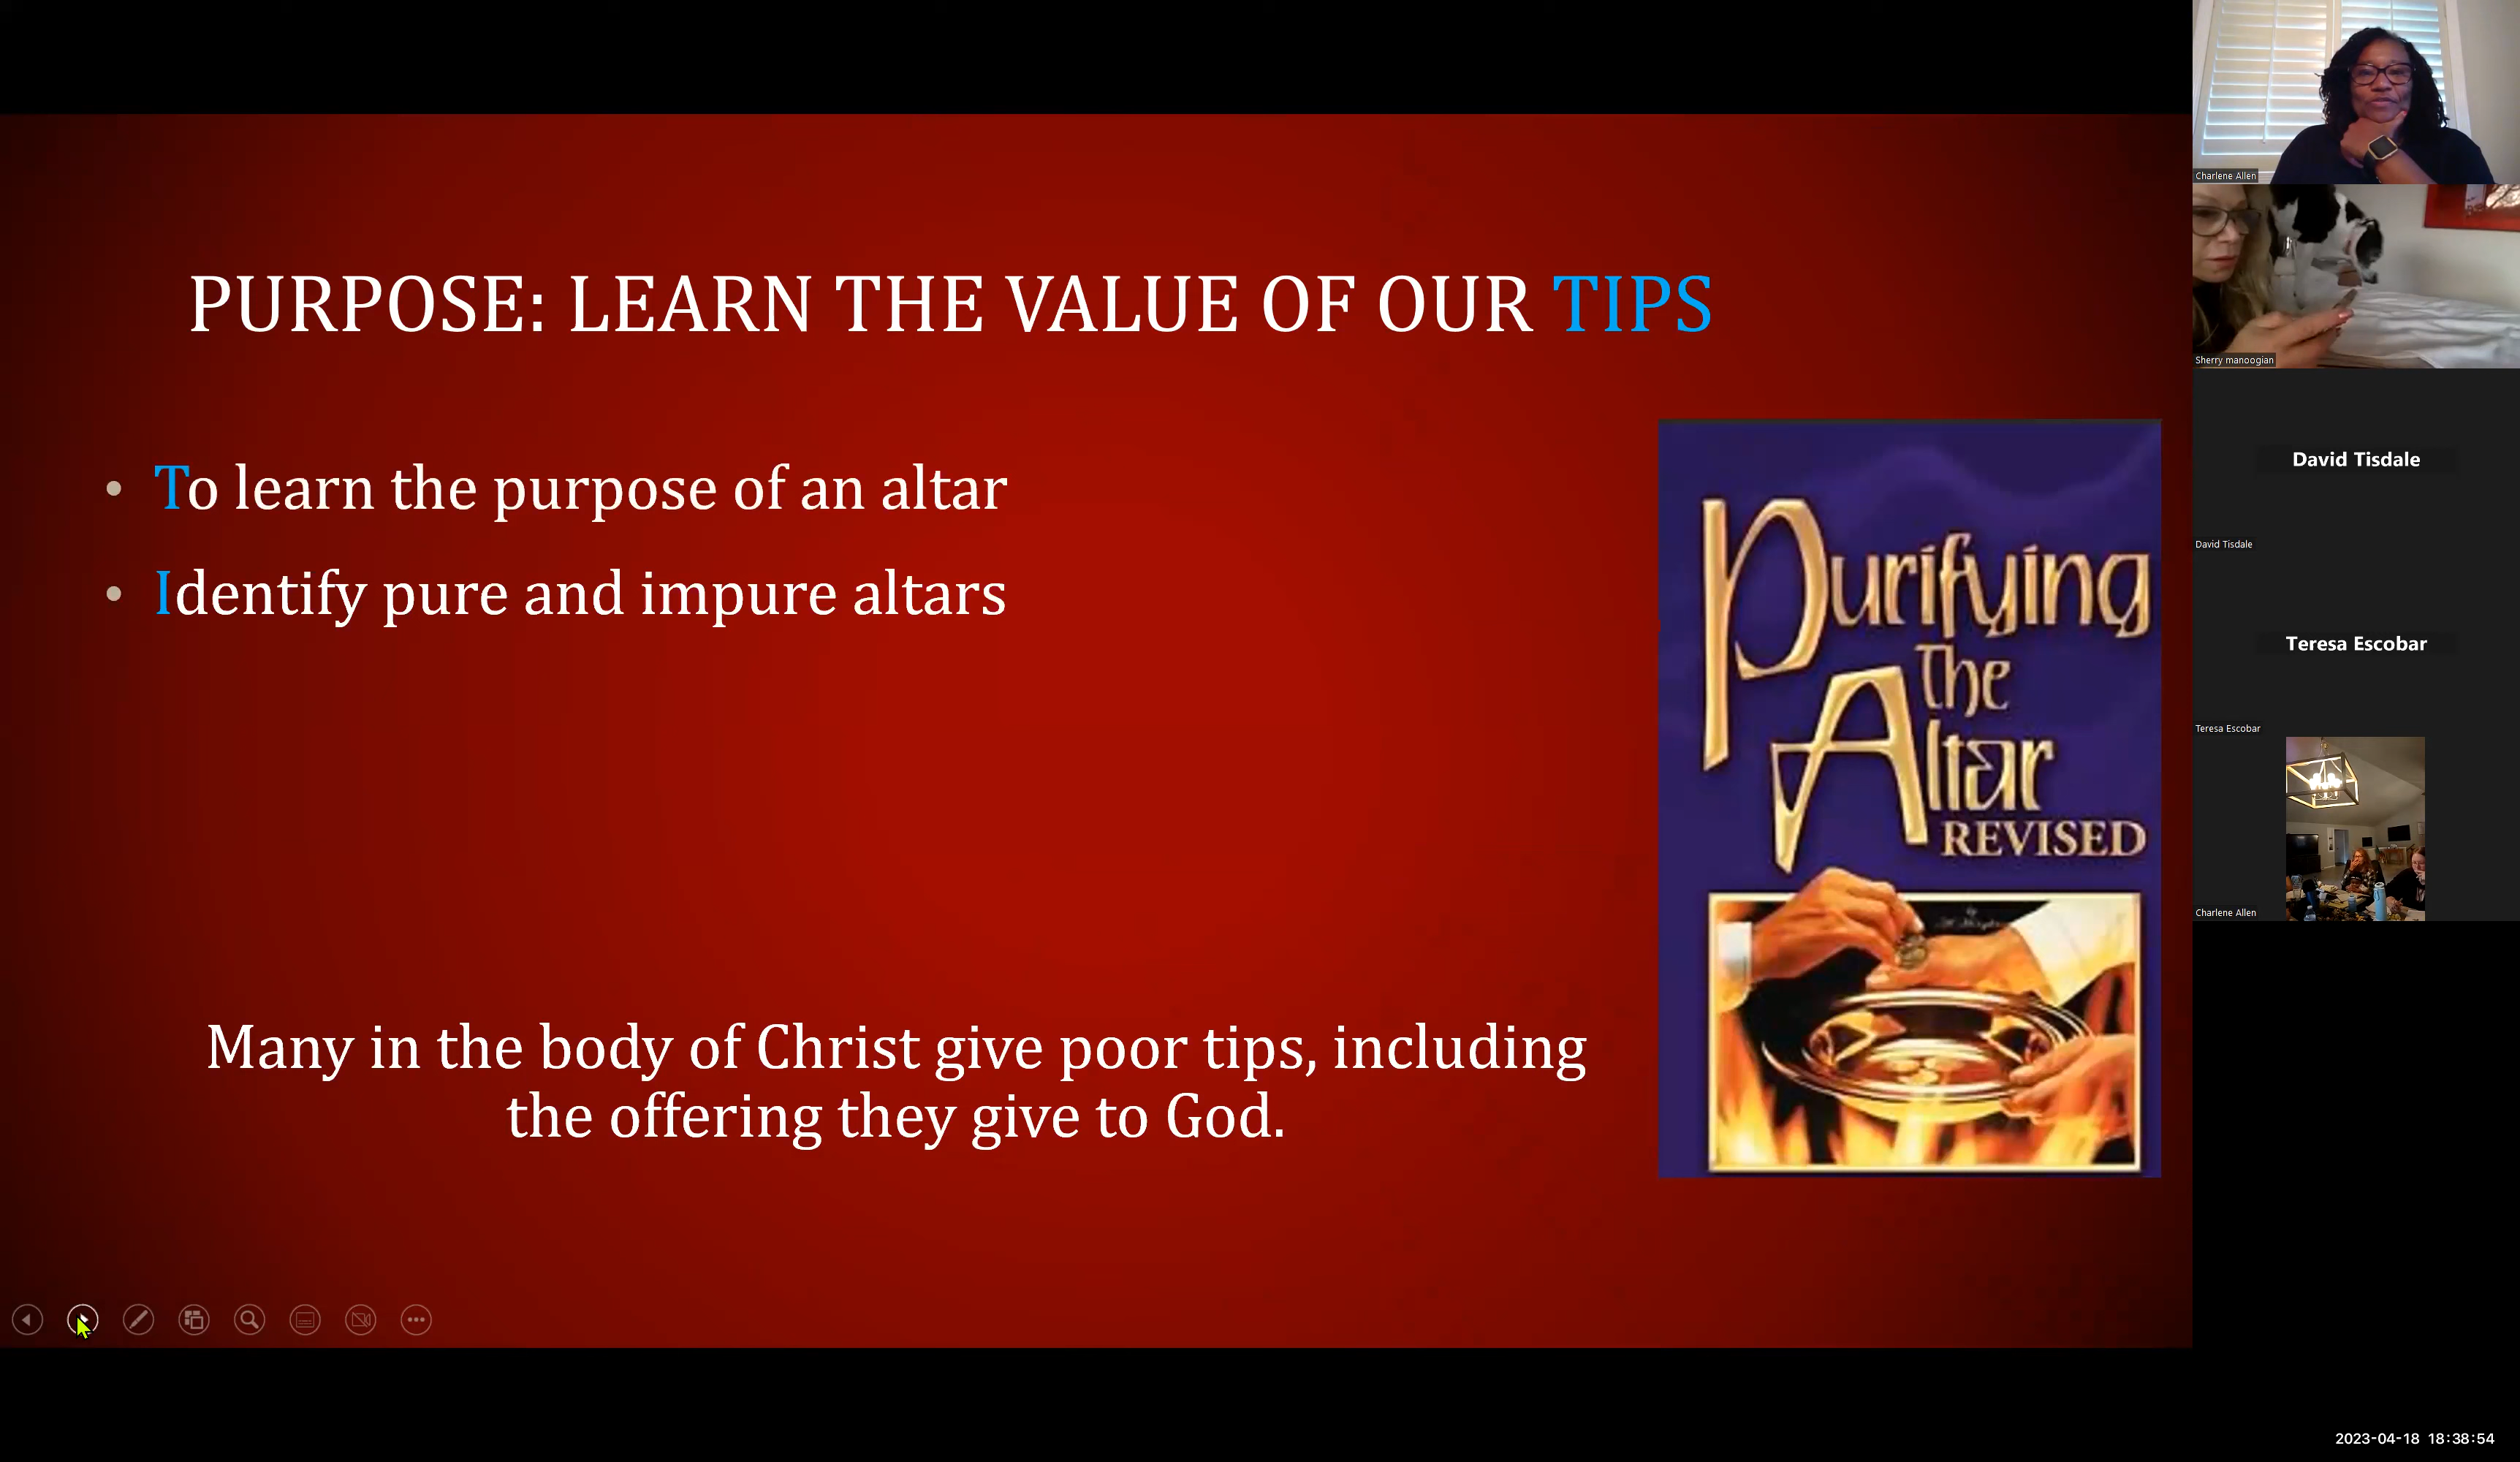 PURPOSE: LEARN THE VALUE OF OUR TIPS
• To learn the purpose of an altar
• Identify pure and impure altars
Many in the body of Christ give poor tips, including
the offering they give to God.
Purifying
The
Altar
REVISED
Charlene Allen
Sherry manoogian
David Tisdale
David Tisdale
Teresa Escobar
Teresa Escobar
Charlene Allen
2023-04-18 18:38:54